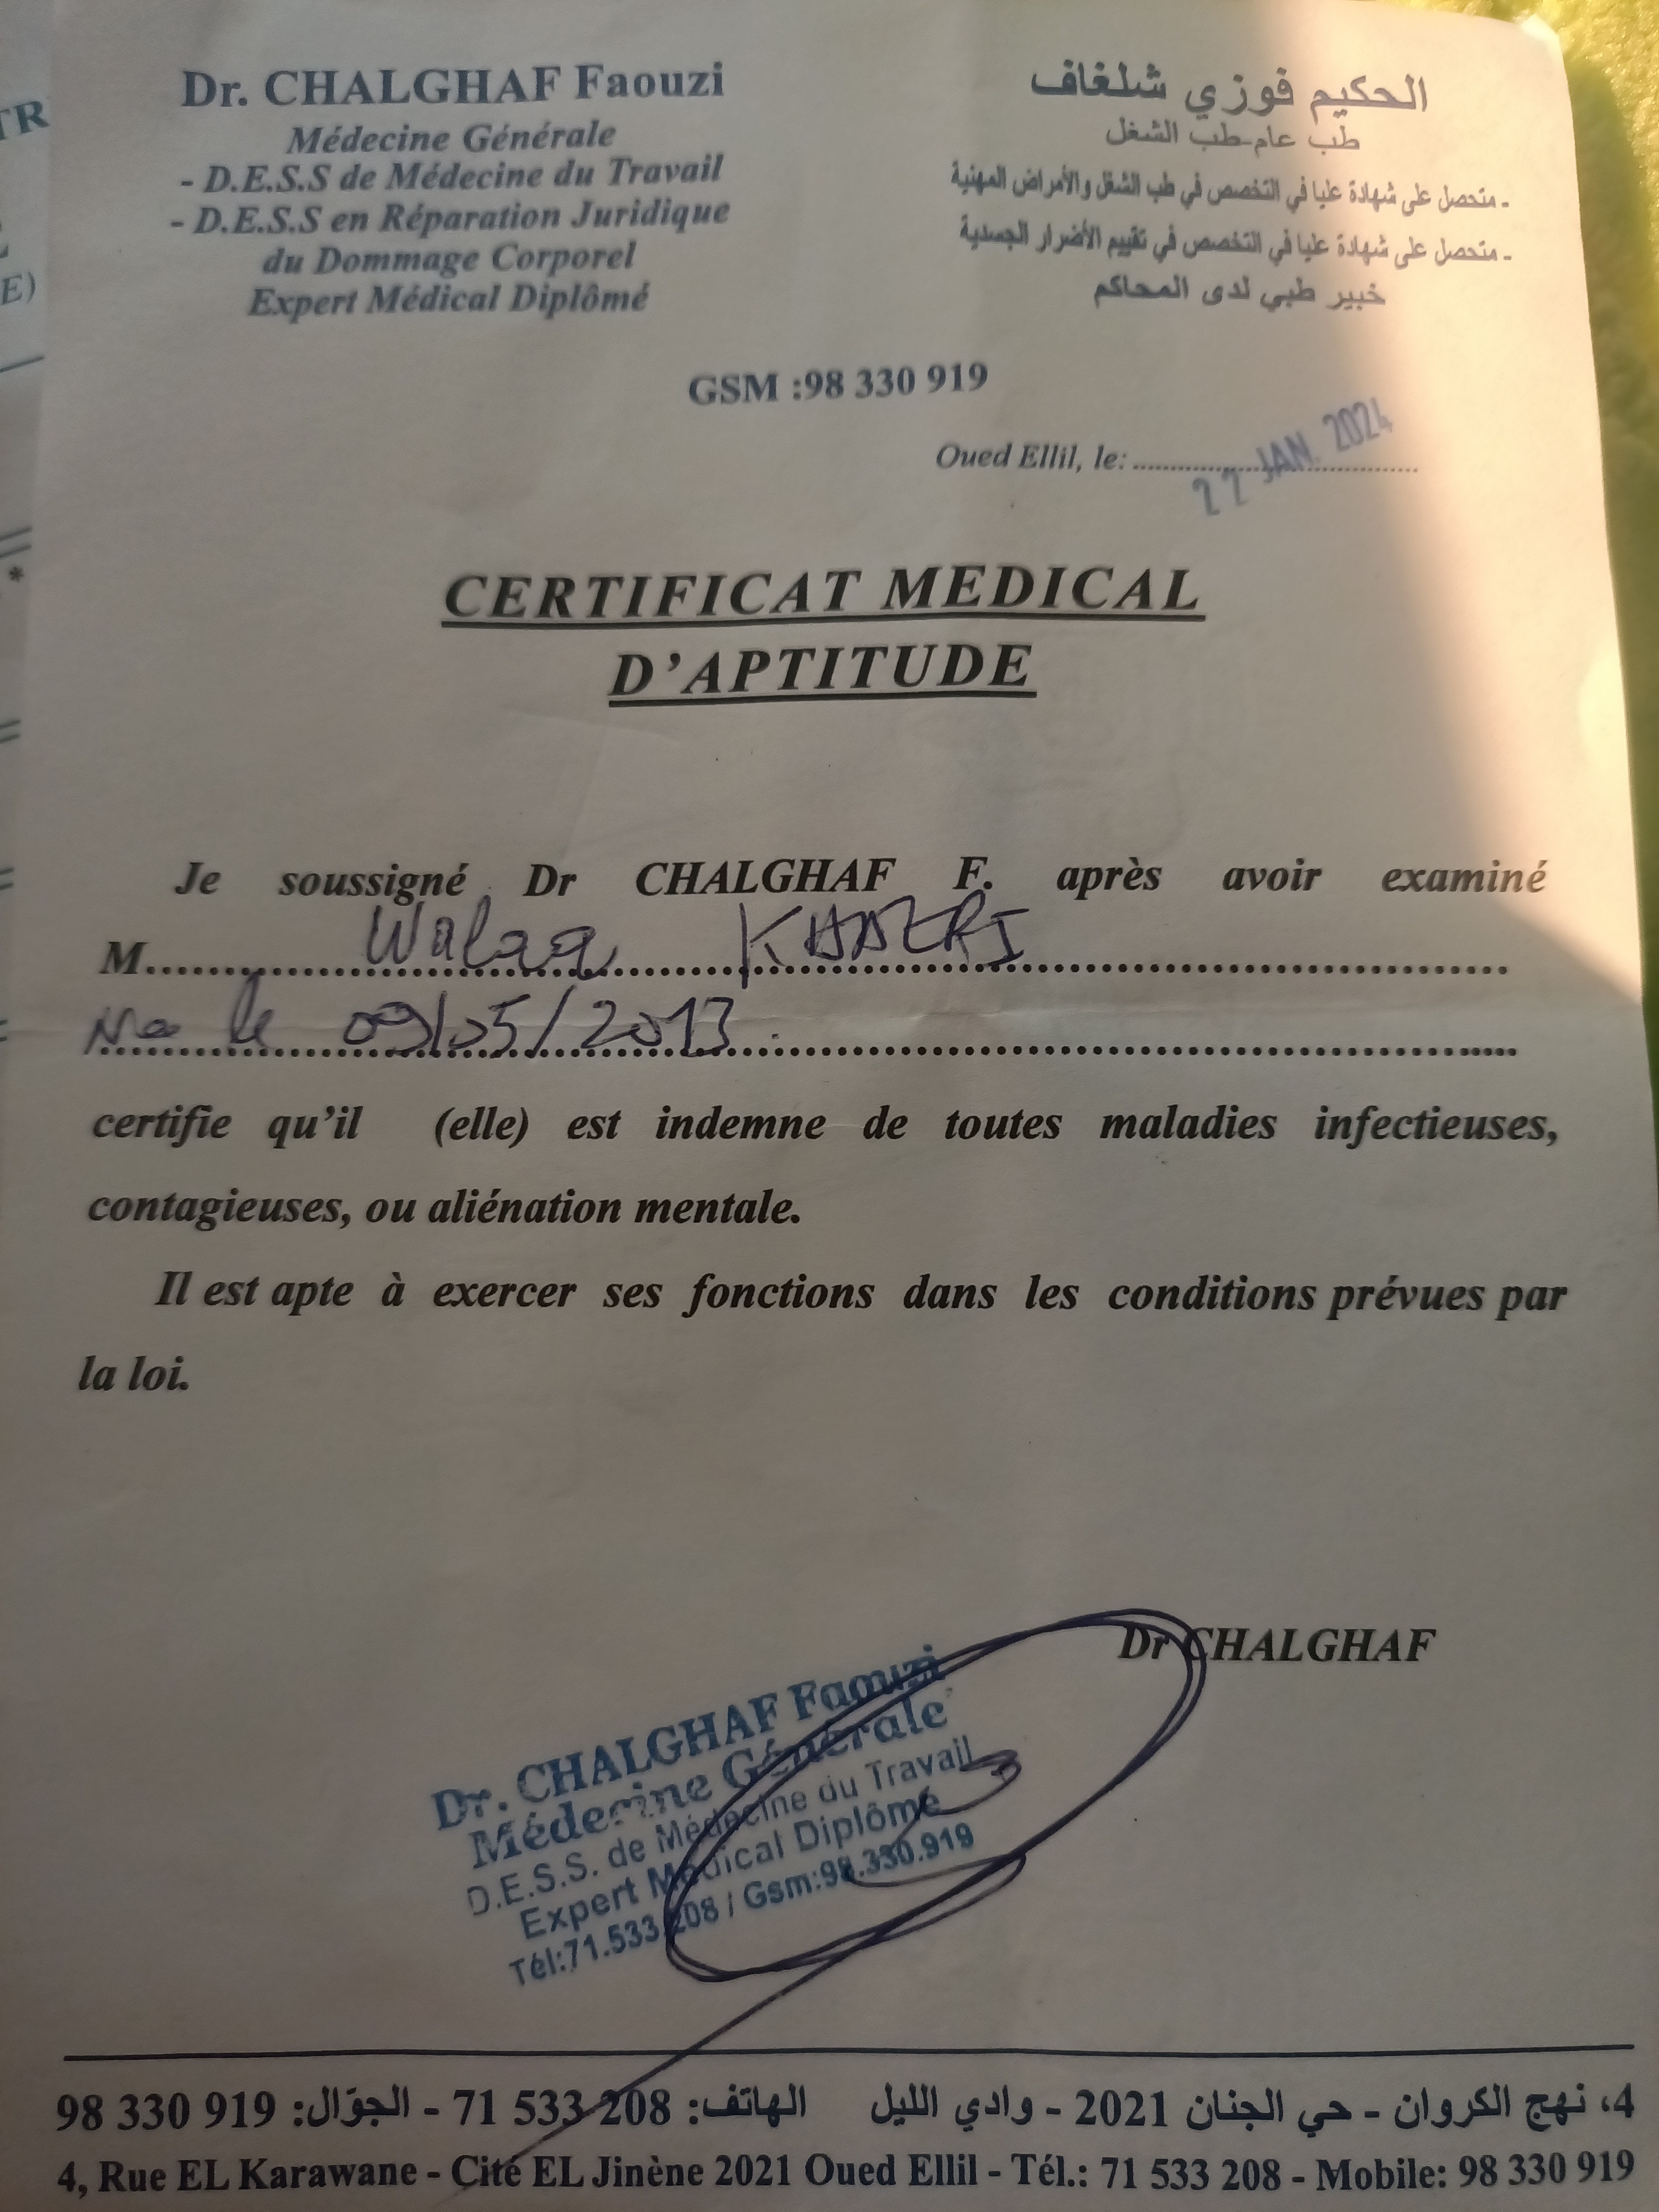 Dr. CHALGHAF Faouzi
Médecine Générale
- D.E.S.S de Médecine du Travail
- D.E.S.S en Réparation Juridique
du Dommage Corporel
Expert Médical Diplômé
الحكيم فوزي شلغاف
طب عام-طب الشغل
- متحصل على شهادة عليا في التخصص في طب الشغل والأمراض المهنية
- متحصل على شهادة عليا في التخصص في تقييم الأضرار الجسدية
خبير طبي لدى المحاكم
GSM :98 330 919
Oued Ellil, le: 22 JAN. 2024
CERTIFICAT MEDICAL
D'APTITUDE
Je soussigné Dr CHALGHAF F. après avoir examiné
M. Walaa
le 09/05/2013
certifie qu'il (elle) est indemne de toutes maladies infectieuses,
contagieuses, ou aliénation mentale.
Il est apte à exercer ses fonctions dans les conditions prévues par
la loi.
Dr CHALGHAF
Dr. CHALGHAF Faouzi
Médecine Générale
D.E.S.S. de Médecine du Travail
Expert Médical Diplômé
Tél:71.533.208 / Gsm:98.330.919
4، نهج الكروان - حي الجنان 2021 - وادي الليل الهاتف: 208 533 71 - الجوّال: 919 330 98
4, Rue EL Karawane - Cité EL Jinène 2021 Oued Ellil - Tél.: 71 533 208 - Mobile: 98 330 919
TR
E)